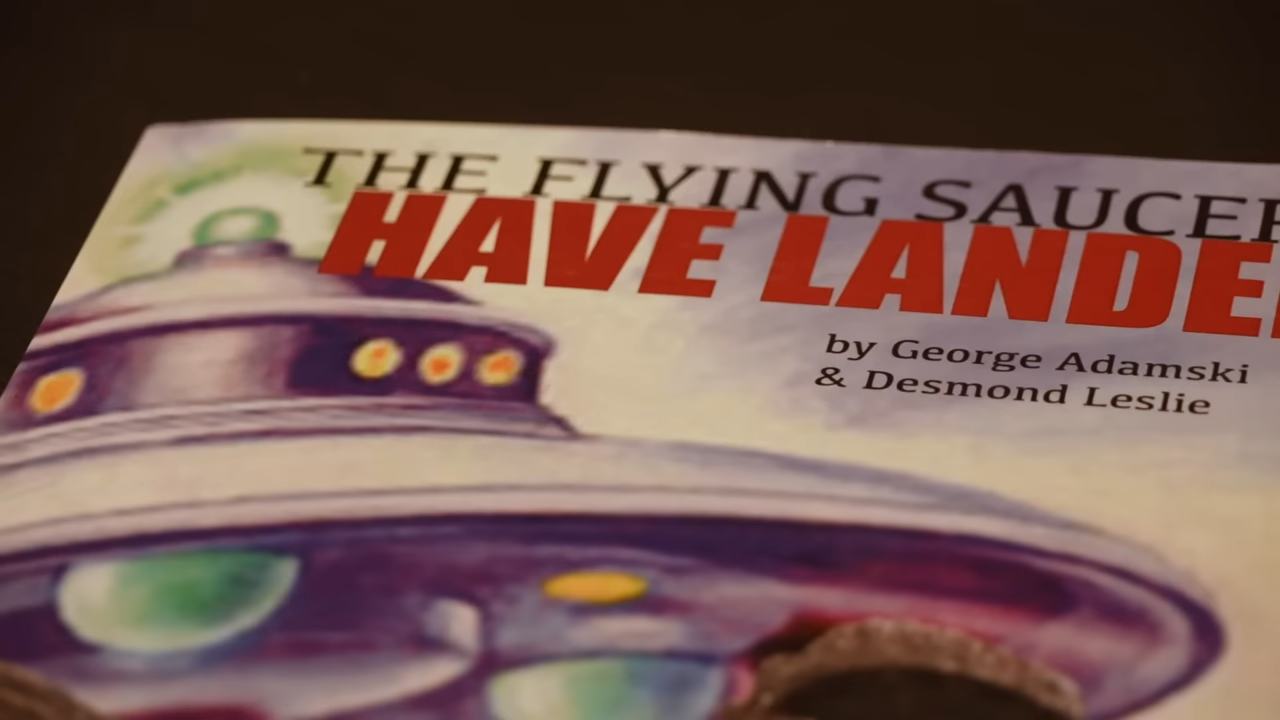 THE FLYING SAUCER
HAVE LANDE
by George Adamski
& Desmond Leslie